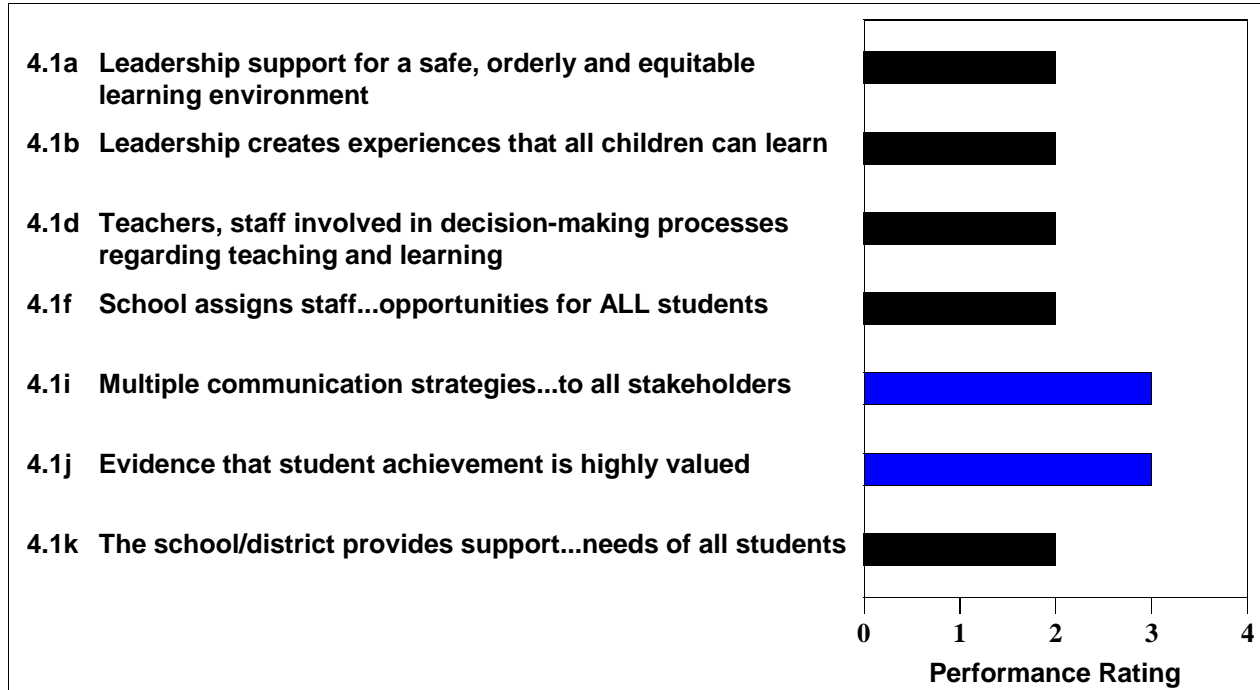 4.1a Leadership support for a safe, orderly and equitable
learning environment
4.1b Leadership creates experiences that all children can learn
4.1d Teachers, staff involved in decision-making processes
regarding teaching and learning
4.1f School assigns staff...opportunities for ALL students
4.1i Multiple communication strategies...to all stakeholders
4.1j Evidence that student achievement is highly valued
4.1k The school/district provides support...needs of all students
0 1 2 3 4
Performance Rating